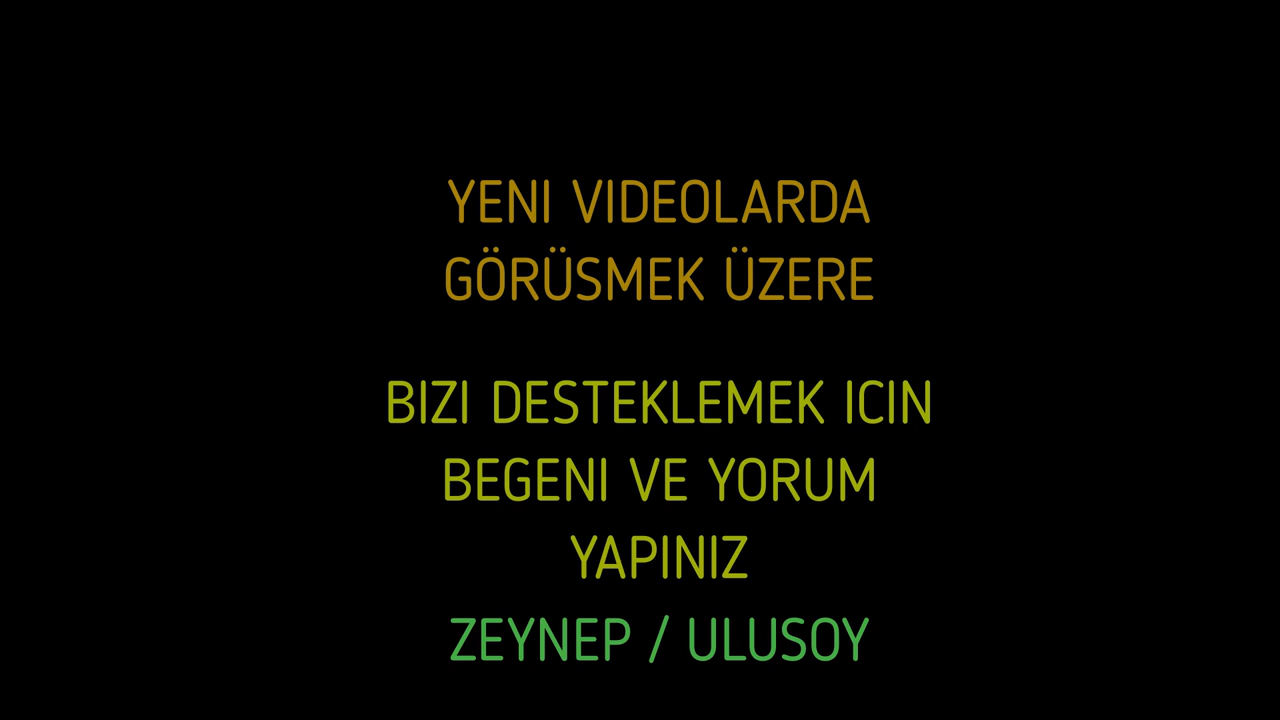 YENI VIDEOLARDA
GÖRÜSMEK ÜZERE
BIZI DESTEKLEMEK ICIN
BEGENI VE YORUM
YAPINIZ
ZEYNEP / ULUSOY